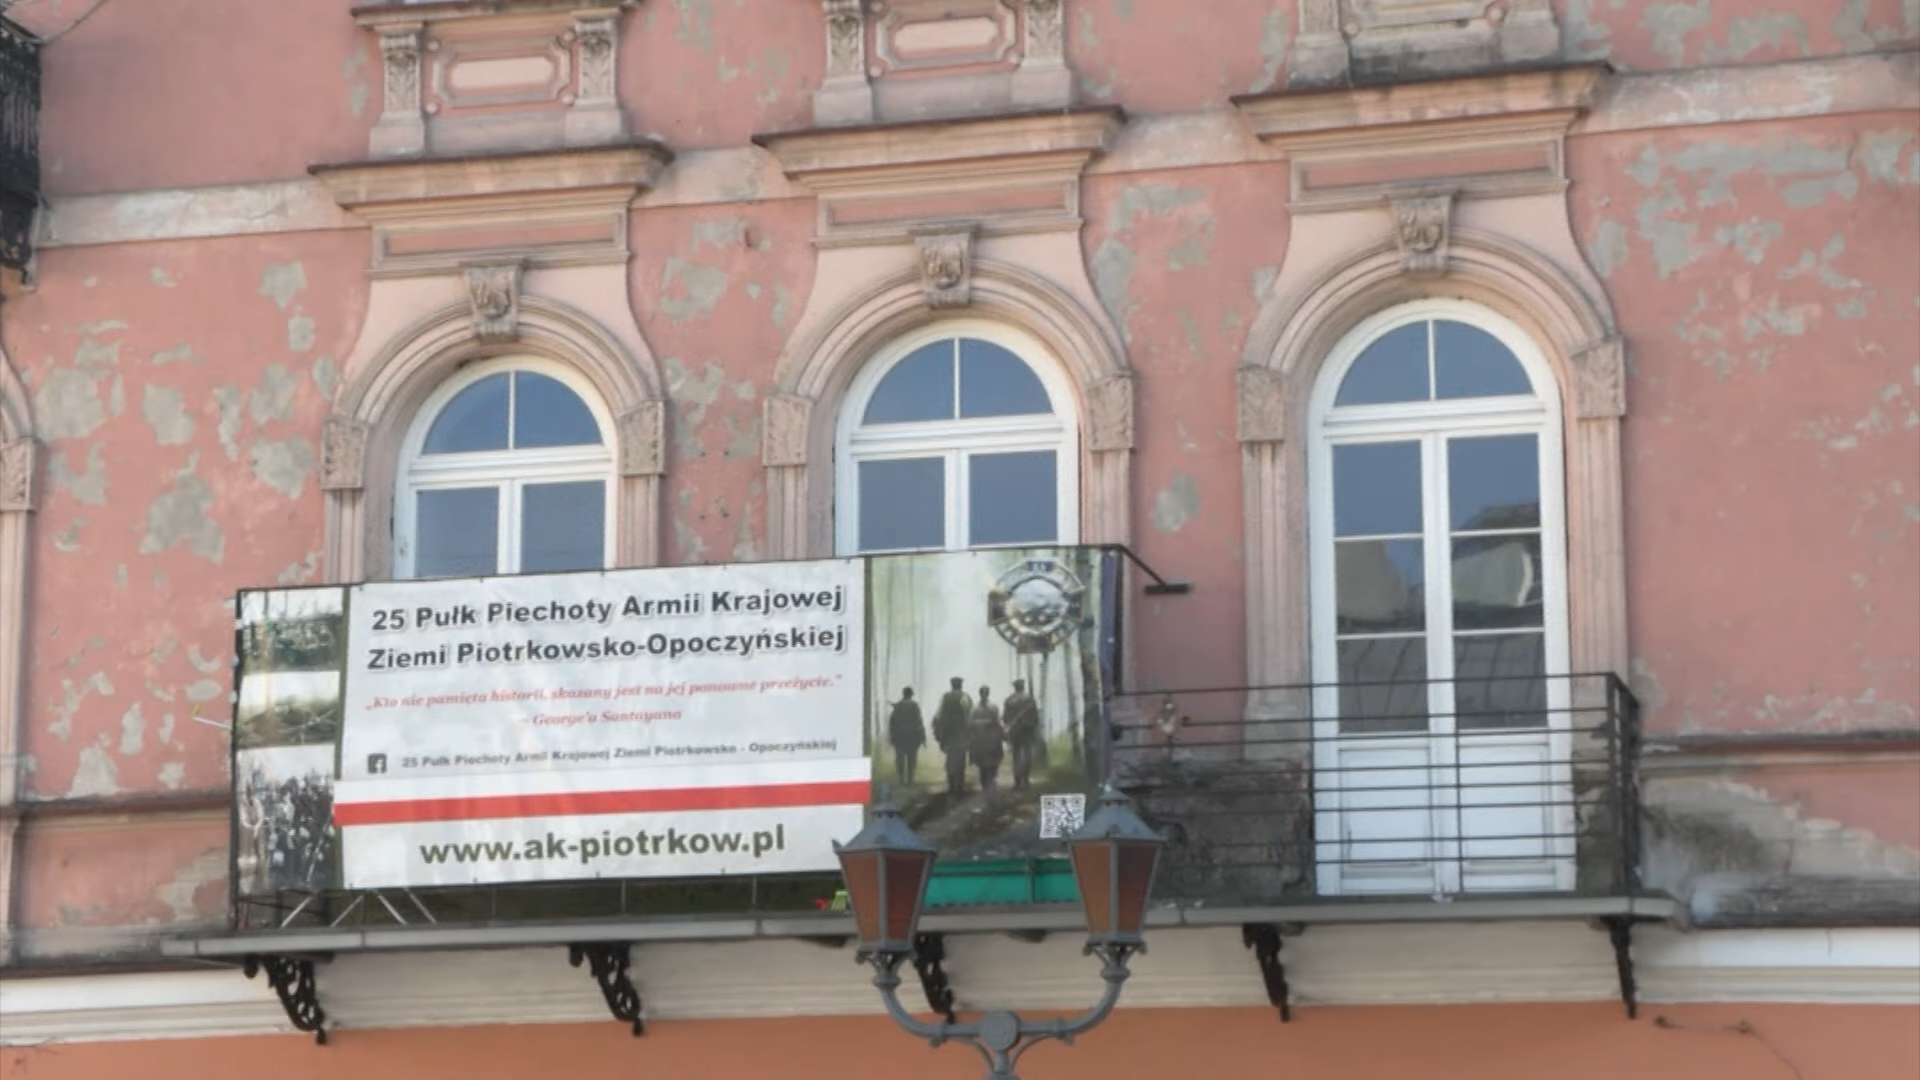 25 Pułk Piechoty Armii Krajowej
Ziemi Piotrkowsko-Opoczyńskiej
„Kto nie pamięta historii, skazany jest na jej ponowne przeżycie."
- George'a Santayana
25 Pułk Piechoty Armii Krajowej Ziemi Piotrkowsko - Opoczyńskiej
www.ak-piotrkow.pl